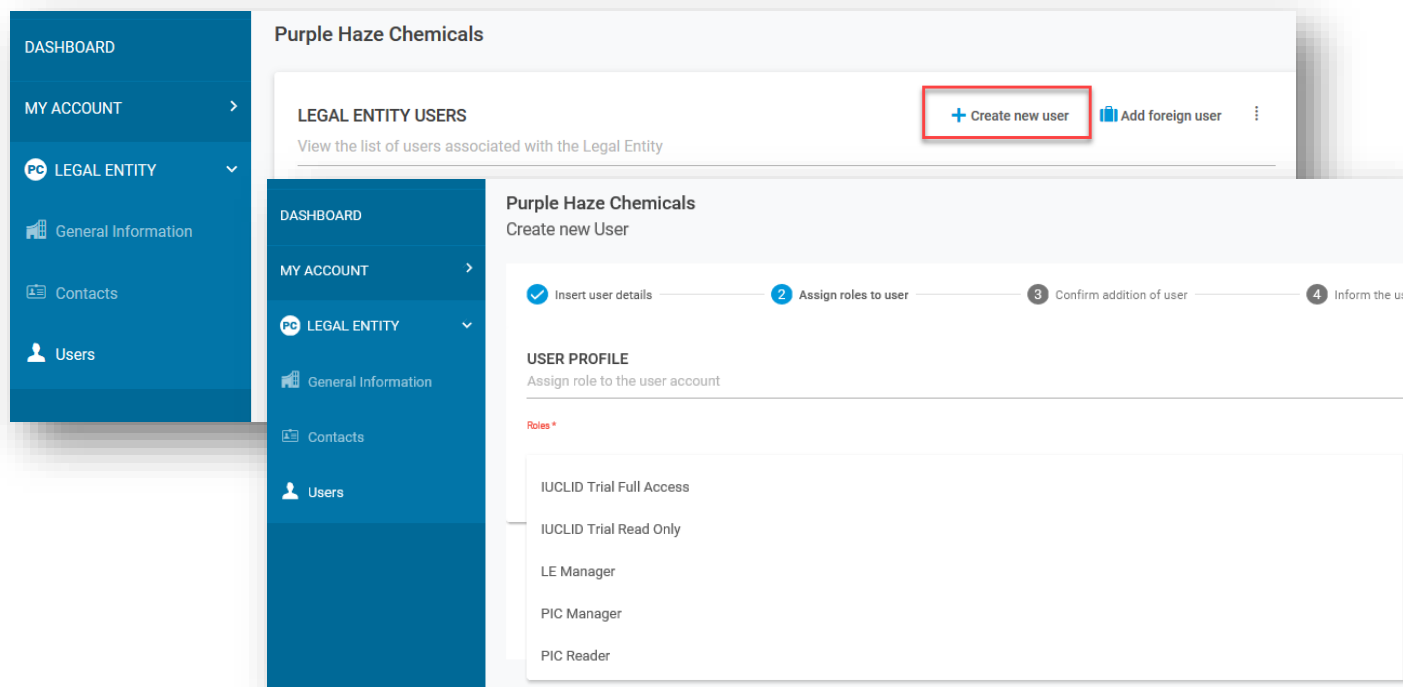 DASHBOARD
MY ACCOUNT
PC LEGAL ENTITY
General Information
Contacts
Users
Purple Haze Chemicals
LEGAL ENTITY USERS
Create new user
Add foreign user
View the list of users associated with the Legal Entity
DASHBOARD
MY ACCOUNT
PC LEGAL ENTITY
General Information
Contacts
Users
Purple Haze Chemicals
Create new User
Insert user details
2 Assign roles to user
3 Confirm addition of user
4 Inform the us
USER PROFILE
Assign role to the user account
Roles *
IUCLID Trial Full Access
IUCLID Trial Read Only
LE Manager
PIC Manager
PIC Reader